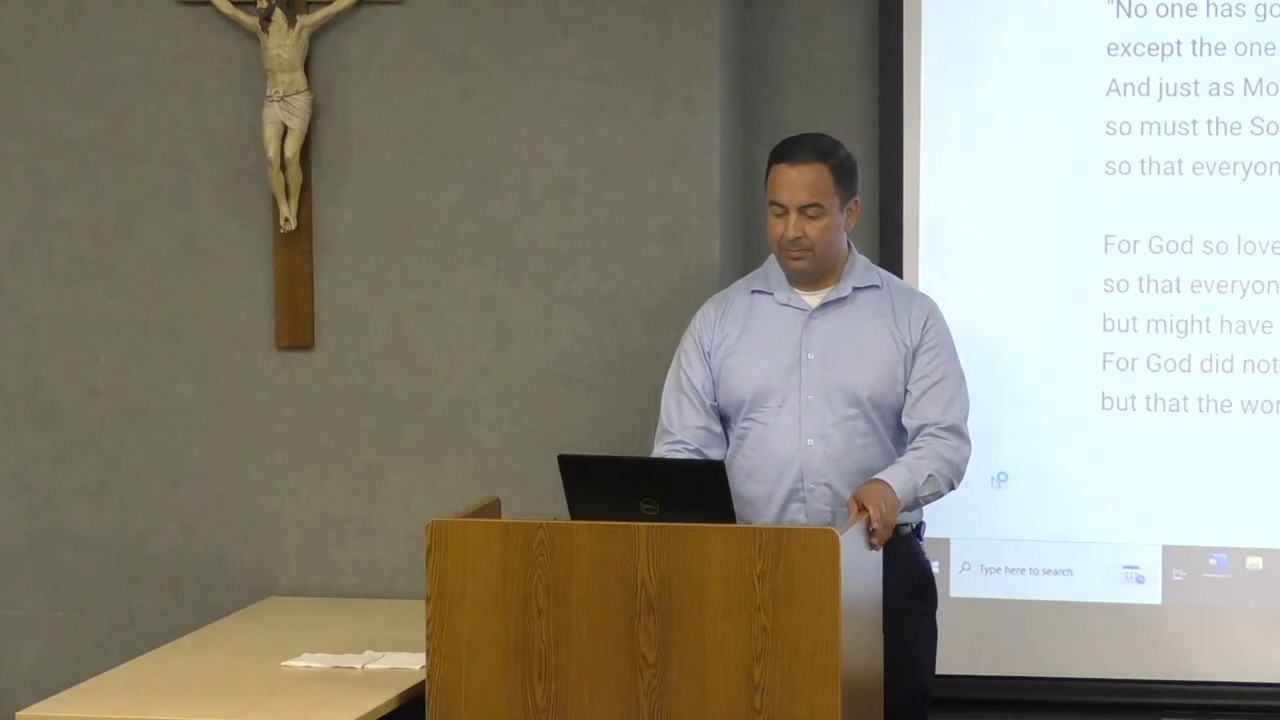 "No one has go
except the one
And just as Mo
so must the So
so that everyon
For God so love
so that everyon
but might have
For God did not
but that the wor
Type here to search
DELL